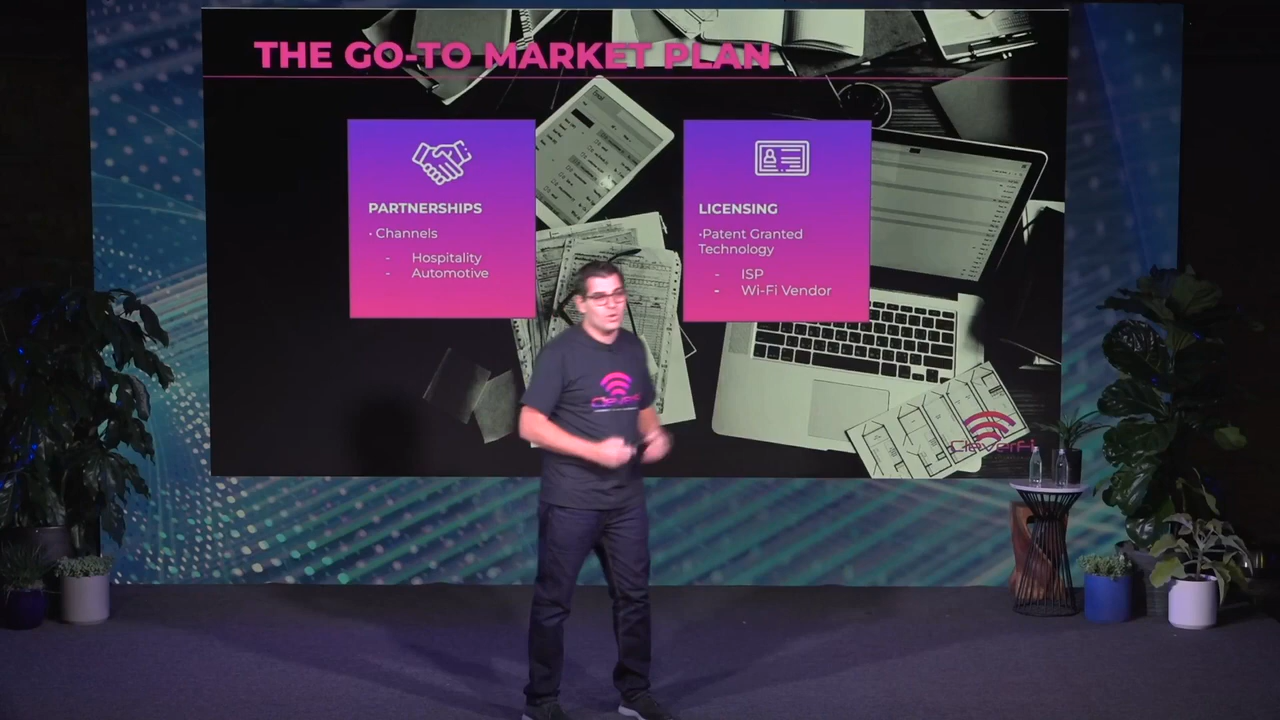 THE GO-TO MARKET PLAN
PARTNERSHIPS
• Channels
- Hospitality
- Automotive
LICENSING
•Patent Granted
Technology
- ISP
- Wi-Fi Vendor
CleverFi